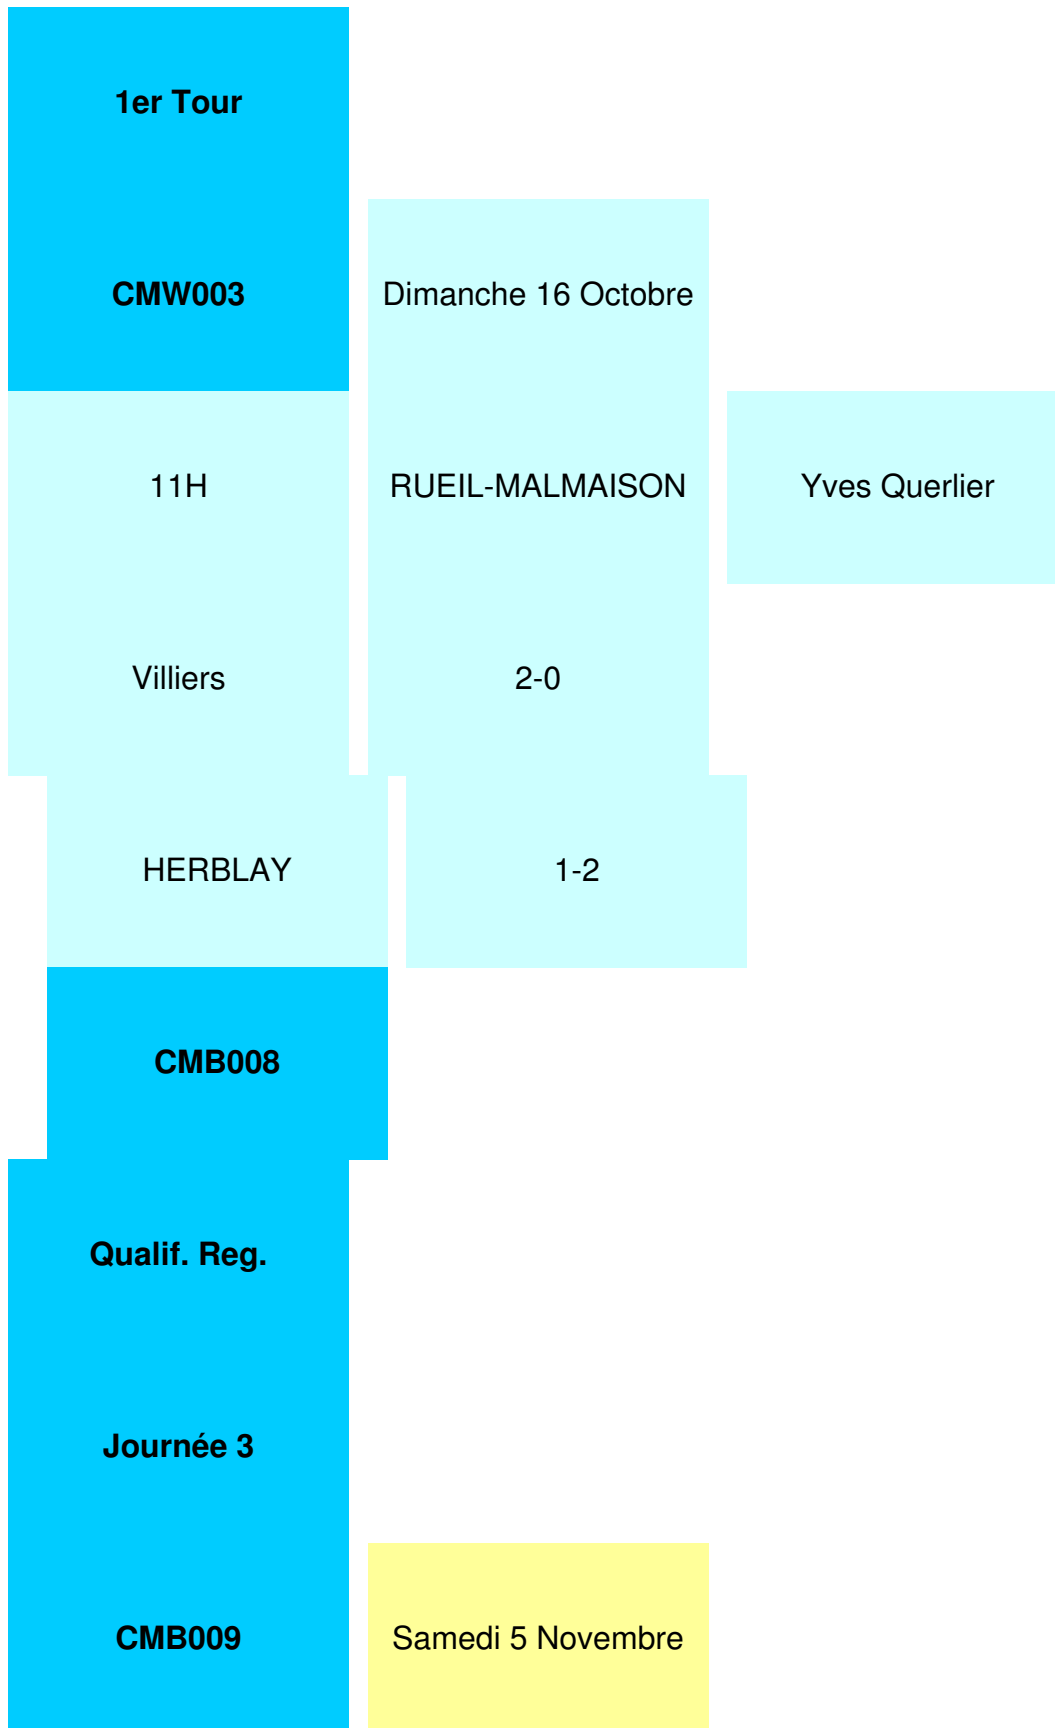 1er Tour
CMW003 Dimanche 16 Octobre
11H RUEIL-MALMAISON Yves Querlier
Villiers 2-0
HERBLAY 1-2
CMB008
Qualif. Reg.
Journée 3
CMB009 Samedi 5 Novembre